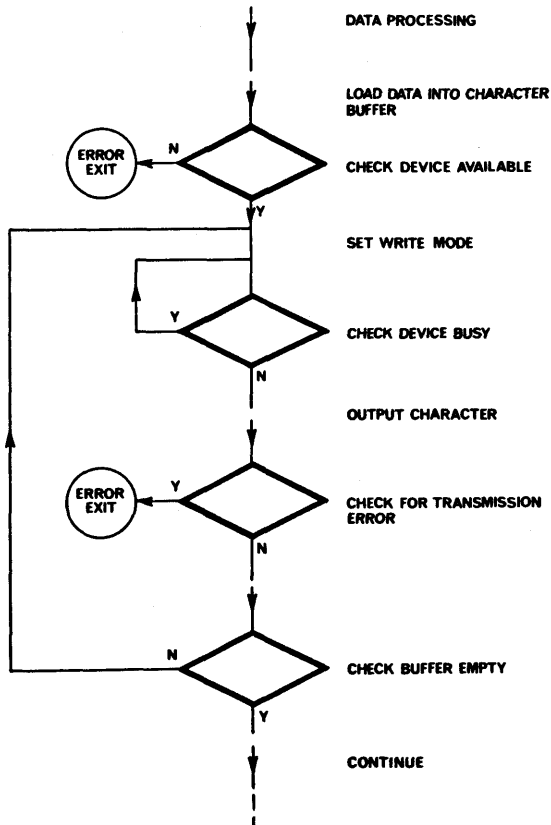 DATA PROCESSING
LOAD DATA INTO CHARACTER
BUFFER
N
ERROR
EXIT
CHECK DEVICE AVAILABLE
Y
SET WRITE MODE
Y
CHECK DEVICE BUSY
N
OUTPUT CHARACTER
Y
ERROR
EXIT
CHECK FOR TRANSMISSION
ERROR
N
N
CHECK BUFFER EMPTY
Y
CONTINUE